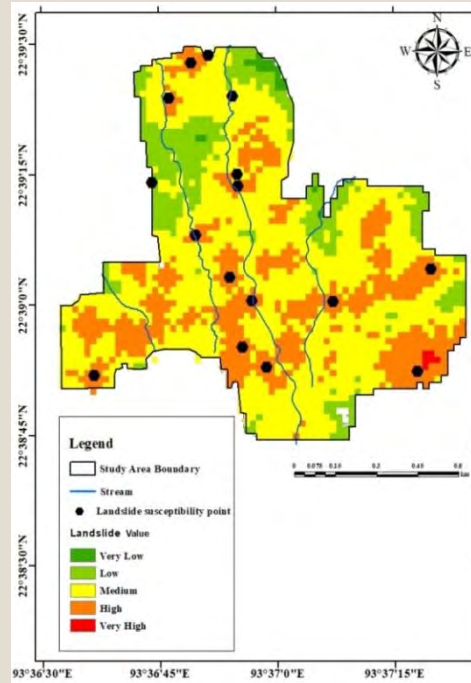 N
W E
S
22°39'30"N
22°39'15"N
22°39'0"N
22°38'45"N
22°38'30"N
Legend
Study Area Boundary
Stream
Landslide susceptibility point
Landslide Value
Very Low
Low
Medium
High
Very High
93°36'30"E 93°36'45"E 93°37'0"E 93°37'15"E